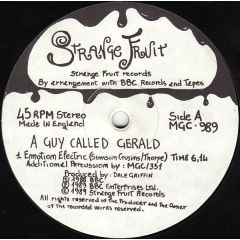 STRANGE FRUIT
Strange Fruit records
By arrangement with BBC Records and Tapes
45 RPM Stereo
Made In England
Side A
MGC·989
A GUY CALLED GERALD
1. Emotion Electric (Simpson Cousins/Thorpe) TIME 6,14
Additional Percussion by: MGC/1351
Produced by: DALE GRIFFIN
℗ 1988 BBC
© 1989 BBC Enterprises Ltd.
© 1989 Strange Fruit Records
All rights reserved of the Producer and the Owner
of the recorded works reserved.